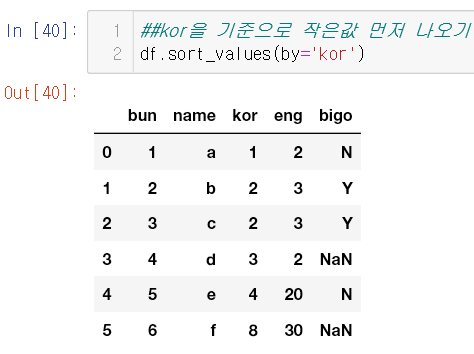 In [40]: 1 ##kor을 기준으로 작은값 먼저 나오기
2 df.sort_values(by='kor')
Out[40]:
bun name kor eng bigo
0 1 a 1 2 N
1 2 b 2 3 Y
2 3 c 2 3 Y
3 4 d 3 2 NaN
4 5 e 4 20 N
5 6 f 8 30 NaN